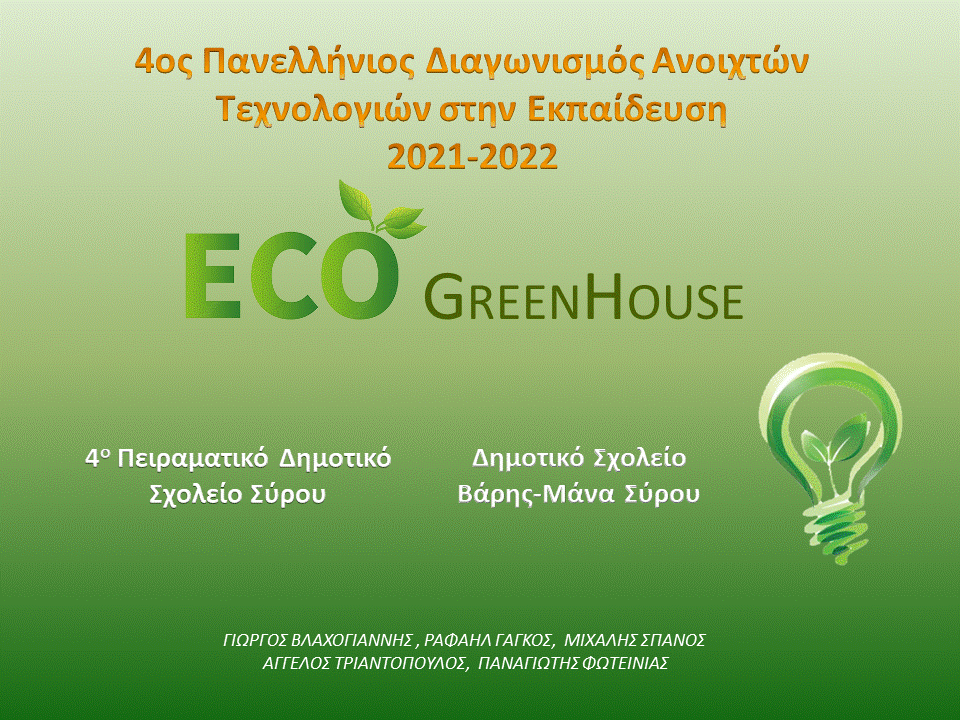 4ος Πανελλήνιος Διαγωνισμός Ανοιχτών
Τεχνολογιών στην Εκπαίδευση
2021-2022
ECO GREENHOUSE
4ο Πειραματικό Δημοτικό
Σχολείο Σύρου
Δημοτικό Σχολείο
Βάρης-Μάνα Σύρου
ΓΙΩΡΓΟΣ ΒΛΑΧΟΓΙΑΝΝΗΣ , ΡΑΦΑΗΛ ΓΑΓΚΟΣ, ΜΙΧΑΛΗΣ ΣΠΑΝΟΣ
ΑΓΓΕΛΟΣ ΤΡΙΑΝΤΟΠΟΥΛΟΣ, ΠΑΝΑΓΙΩΤΗΣ ΦΩΤΕΙΝΙΑΣ